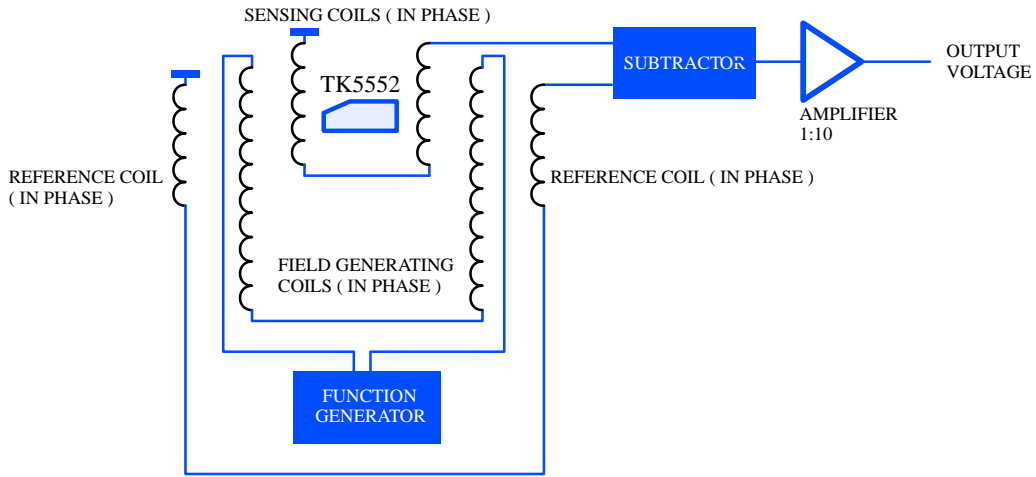 SENSING COILS ( IN PHASE )
SUBTRACTOR
OUTPUT
VOLTAGE
TK5552
AMPLIFIER
1:10
REFERENCE COIL
( IN PHASE )
REFERENCE COIL ( IN PHASE )
FIELD GENERATING
COILS ( IN PHASE )
FUNCTION
GENERATOR